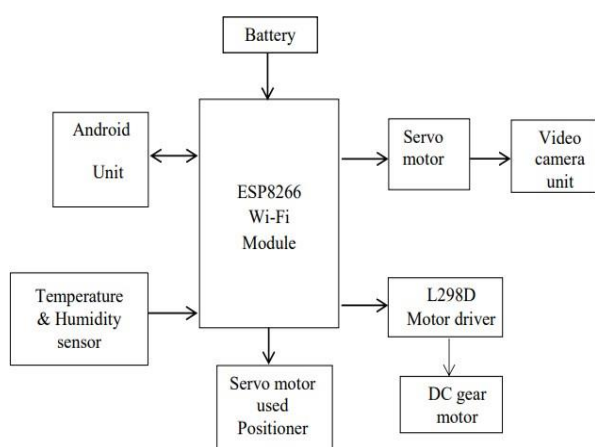 Battery
Android
Unit
ESP8266
Wi-Fi
Module
Servo
motor
Video
camera
unit
Temperature
& Humidity
sensor
L298D
Motor driver
Servo motor
used
Positioner
DC gear
motor